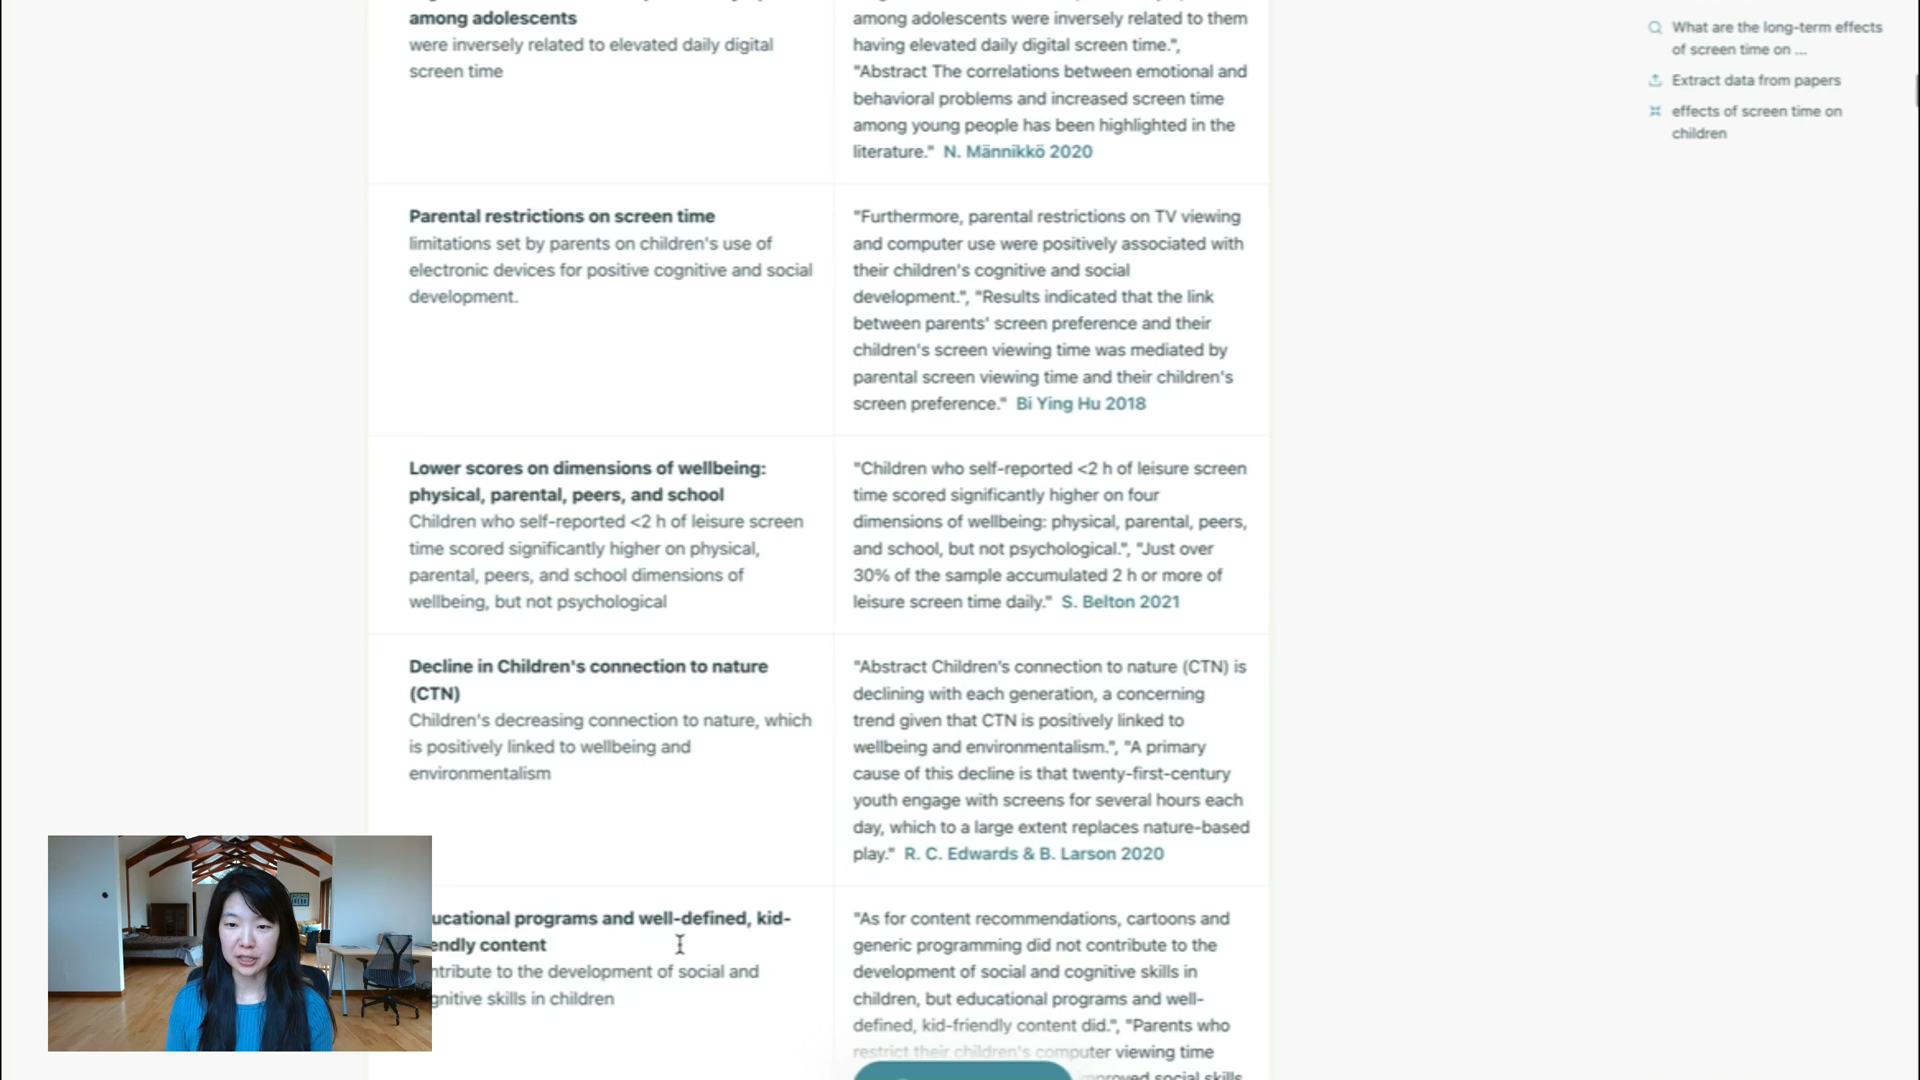 among adolescents
were inversely related to elevated daily digital
screen time
among adolescents were inversely related to them
having elevated daily digital screen time.",
"Abstract The correlations between emotional and
behavioral problems and increased screen time
among young people has been highlighted in the
literature." N. Männikkö 2020
Parental restrictions on screen time
limitations set by parents on children's use of
electronic devices for positive cognitive and social
development.
"Furthermore, parental restrictions on TV viewing
and computer use were positively associated with
their children's cognitive and social
development.", "Results indicated that the link
between parents' screen preference and their
children's screen viewing time was mediated by
parental screen viewing time and their children's
screen preference." Bi Ying Hu 2018
Lower scores on dimensions of wellbeing:
physical, parental, peers, and school
Children who self-reported <2 h of leisure screen
time scored significantly higher on physical,
parental, peers, and school dimensions of
wellbeing, but not psychological
"Children who self-reported <2 h of leisure screen
time scored significantly higher on four
dimensions of wellbeing: physical, parental, peers,
and school, but not psychological.", "Just over
30% of the sample accumulated 2 h or more of
leisure screen time daily." S. Belton 2021
Decline in Children's connection to nature
(CTN)
Children's decreasing connection to nature, which
is positively linked to wellbeing and
environmentalism
"Abstract Children's connection to nature (CTN) is
declining with each generation, a concerning
trend given that CTN is positively linked to
wellbeing and environmentalism.", "A primary
cause of this decline is that twenty-first-century
youth engage with screens for several hours each
day, which to a large extent replaces nature-based
play." R. C. Edwards & B. Larson 2020
ucational programs and well-defined, kid-
endly content
ntribute to the development of social and
gnitive skills in children
"As for content recommendations, cartoons and
generic programming did not contribute to the
development of social and cognitive skills in
children, but educational programs and well-
defined, kid-friendly content did.", "Parents who
restrict their children's computer viewing time
improved social skills
What are the long-term effects
of screen time on ...
Extract data from papers
effects of screen time on
children